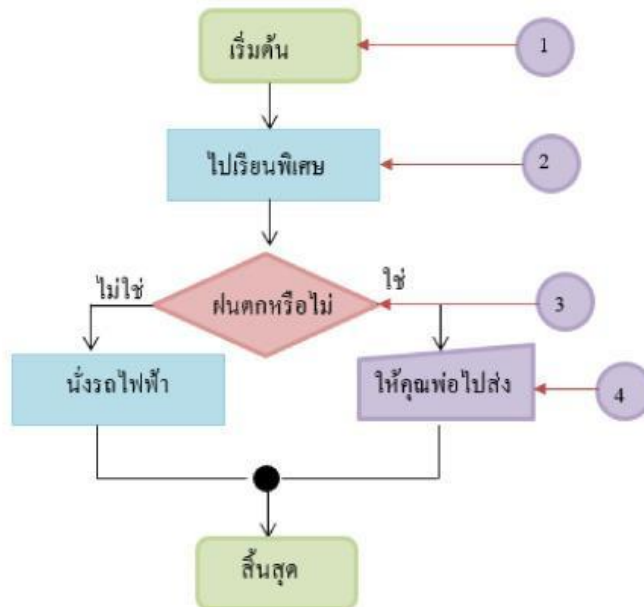 เริ่มต้น
1
ไปเรียนพิเศษ
2
ไม่ใช่
ใช่
ฝนตกหรือไม่
3
นั่งรถไฟฟ้า
ให้คุณพ่อไปส่ง
4
สิ้นสุด